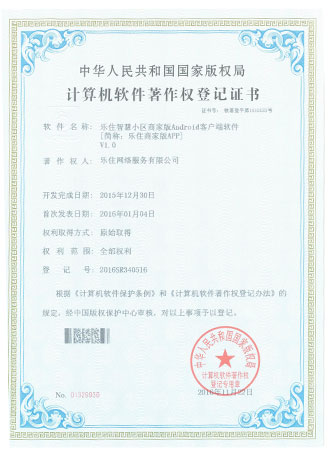 中华人民共和国国家版权局
计算机软件著作权登记证书
证书号: 软著登字第1519133号
软件名称: 乐住智慧小区商家版Android客户端软件
[简称: 乐住商家版APP]
V1.0
著作权人: 乐住网络服务有限公司
开发完成日期: 2015年12月30日
首次发表日期: 2016年01月04日
权利取得方式: 原始取得
权利范围: 全部权利
登记号: 2016SR340516
根据《计算机软件保护条例》和《计算机软件著作权登记办法》的
规定，经中国版权保护中心审核，对以上事项予以登记。
中华人民共和国国家版权局
计算机软件著作权
登记专用章
No.
2016年11月